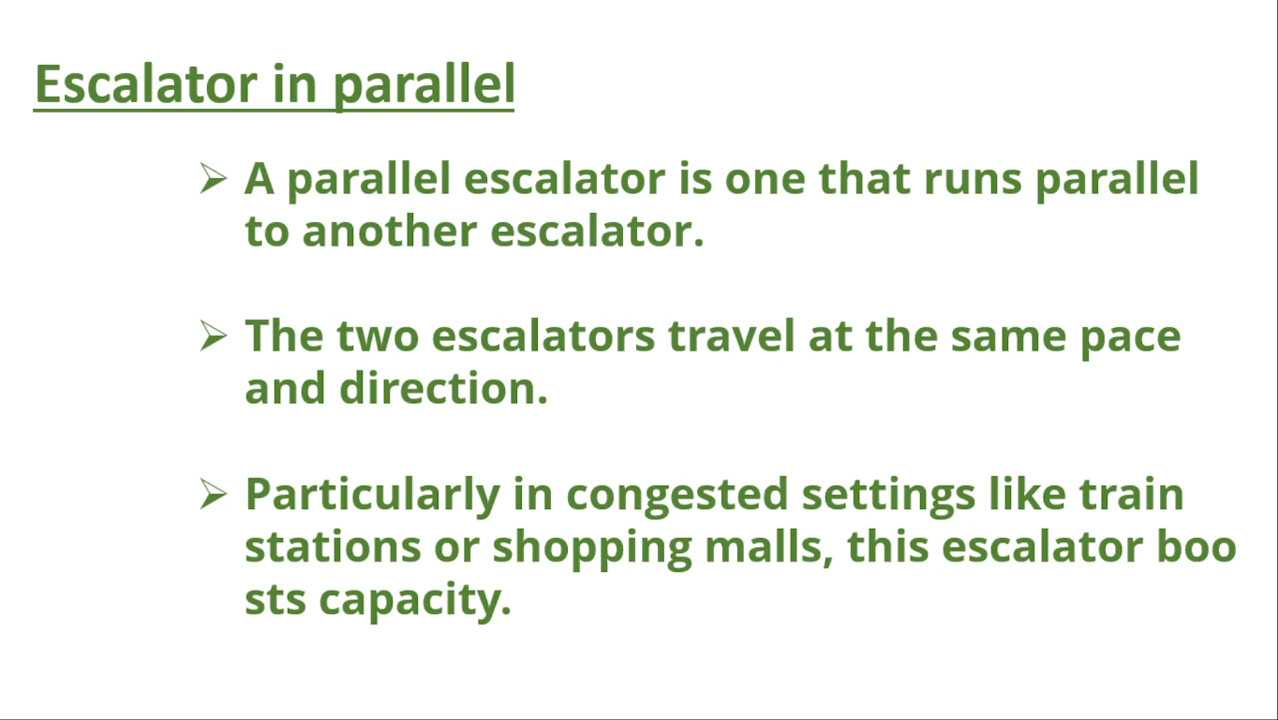 Escalator in parallel
➢ A parallel escalator is one that runs parallel
to another escalator.
➢ The two escalators travel at the same pace
and direction.
➢ Particularly in congested settings like train
stations or shopping malls, this escalator boo
sts capacity.